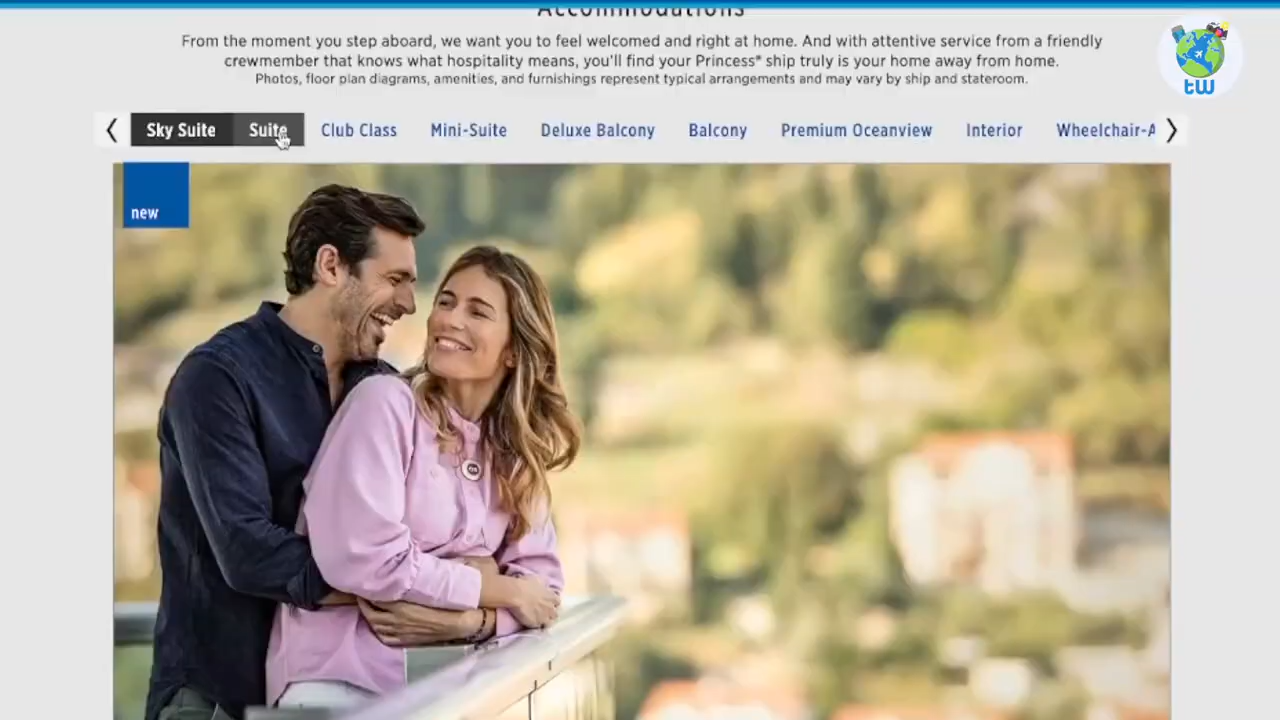 Accommodations
From the moment you step aboard, we want you to feel welcomed and right at home. And with attentive service from a friendly
crewmember that knows what hospitality means, you'll find your Princess® ship truly is your home away from home.
Photos, floor plan diagrams, amenities, and furnishings represent typical arrangements and may vary by ship and stateroom.
tw
Sky Suite Suite Club Class Mini-Suite Deluxe Balcony Balcony Premium Oceanview Interior Wheelchair-A
new